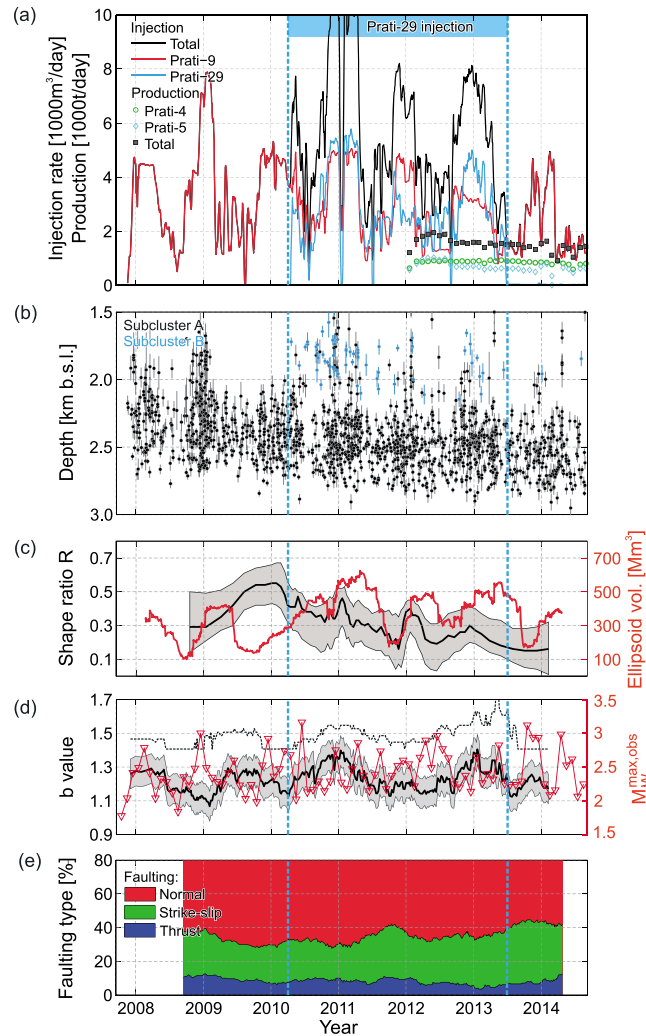 (a)
Injection rate [1000m³/day]
Production [1000t/day]
10
8
6
4
2
0
Injection
Total
Prati−9
Prati−29
Production
Prati-4
Prati-5
Total
Prati-29 injection
(b)
Depth [km b.s.l.]
1.5
2.0
2.5
3.0
Subcluster A
Subcluster B
(c)
Shape ratio R
0.7
0.5
0.3
0.1
700
500
300
100
Ellipsoid vol. [Mm³]
(d)
b value
1.7
1.5
1.3
1.1
0.9
3.5
3
2.5
2
1.5
M_W^max,obs
(e)
Faulting type [%]
80
60
40
20
0
Faulting:
Normal
Strike-slip
Thrust
2008 2009 2010 2011 2012 2013 2014
Year